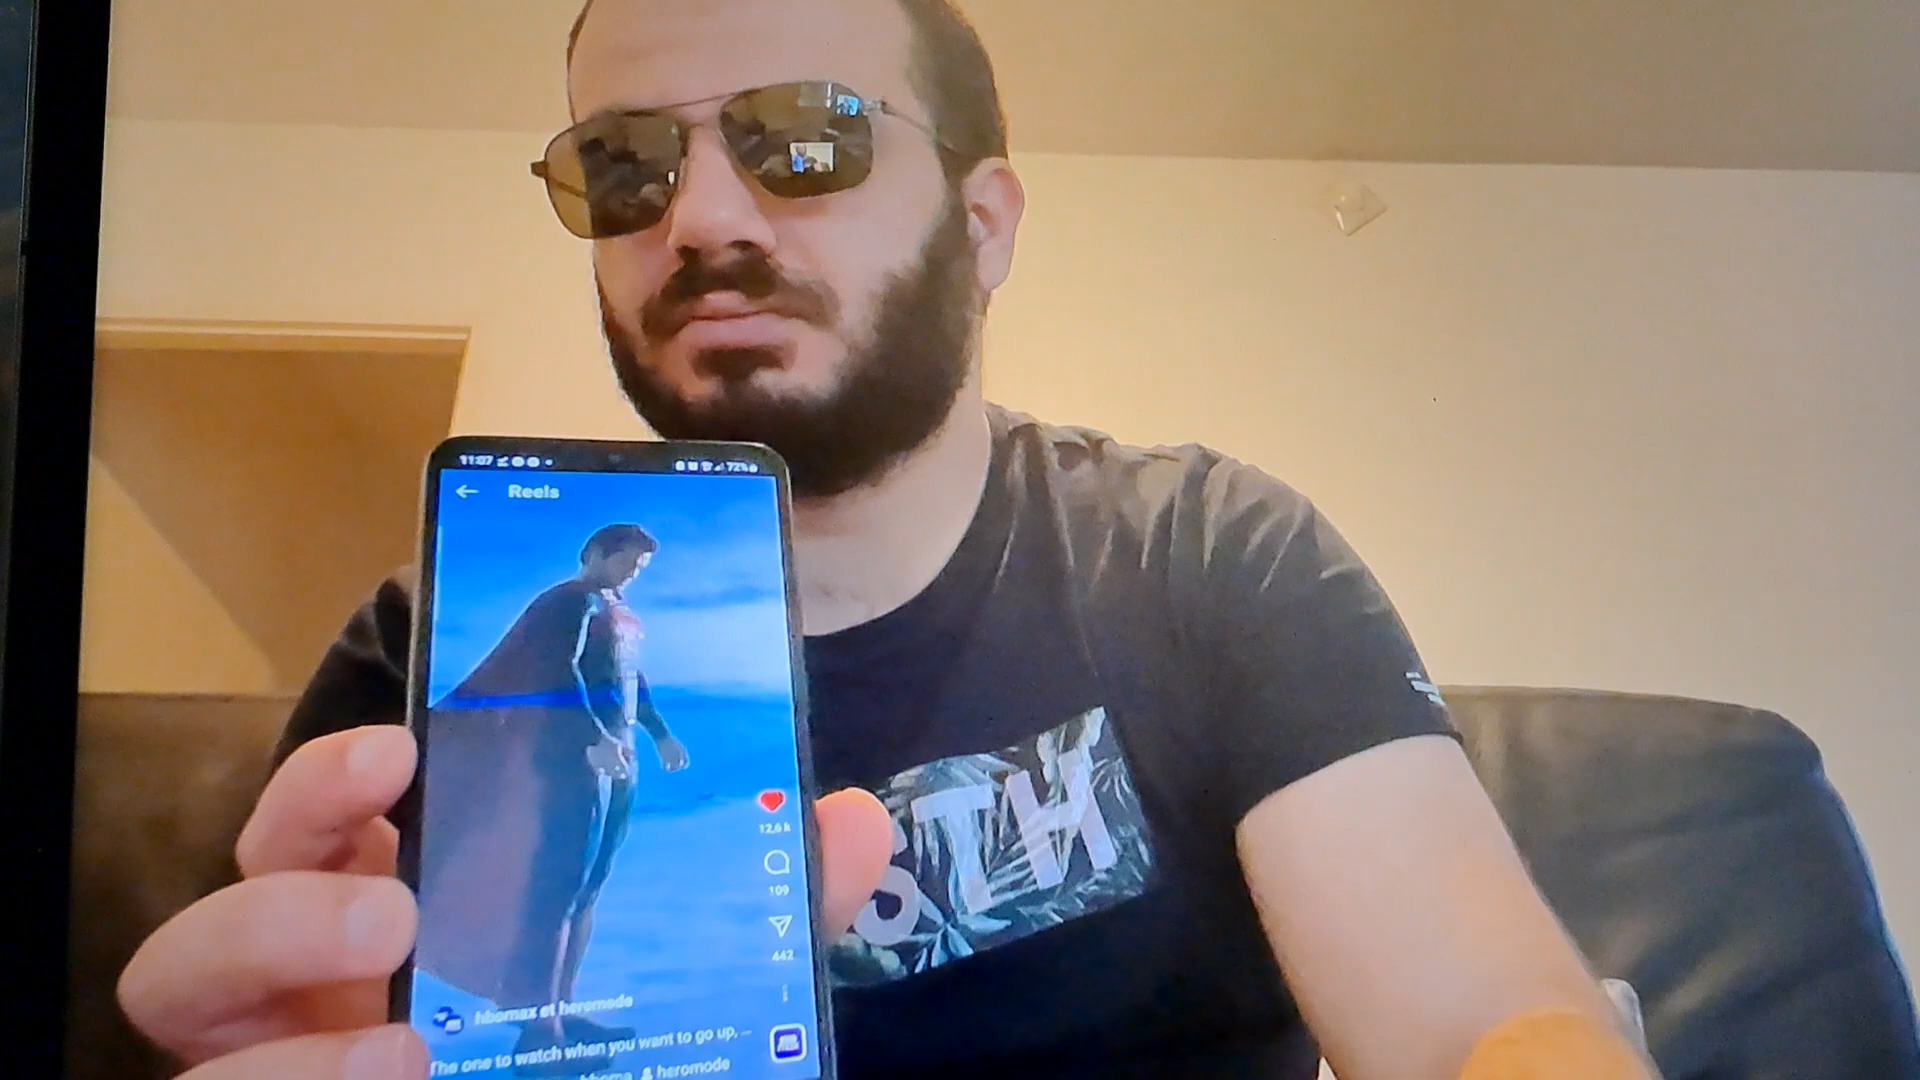 11:07
72%
Reels
12,6 k
109
442
hbomax et heromode
The one to watch when you want to go up, ...
heromode
STH